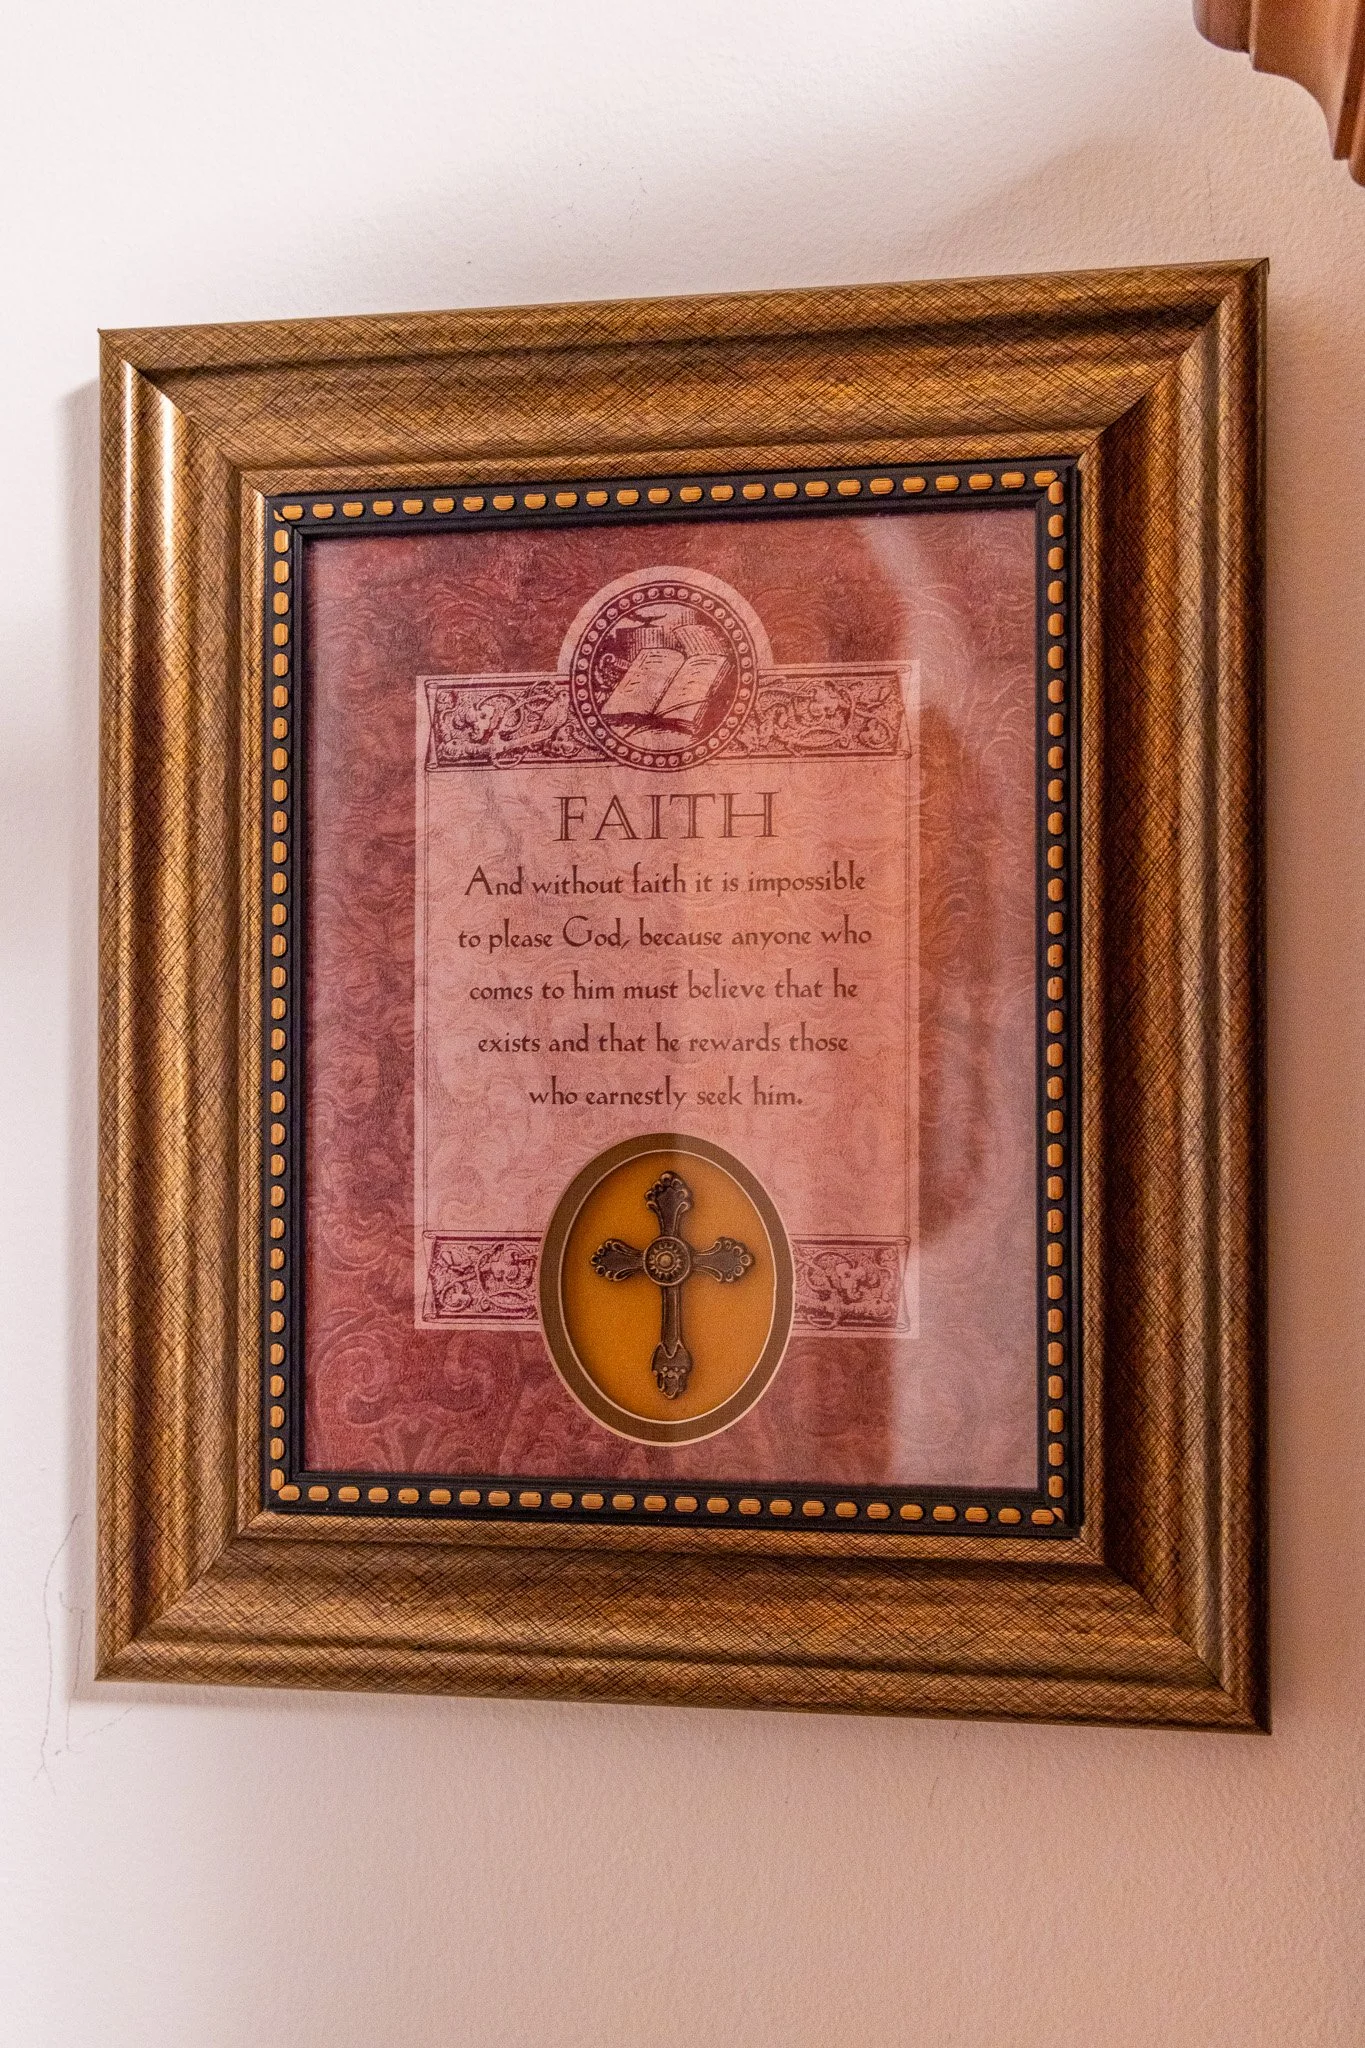 FAITH
And without faith it is impossible
to please God, because anyone who
comes to him must believe that he
exists and that he rewards those
who earnestly seek him.